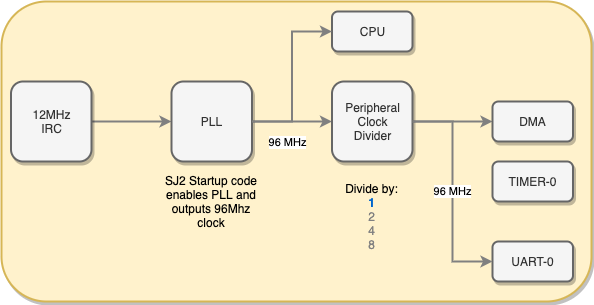 CPU
12MHz
IRC
PLL
Peripheral
Clock
Divider
DMA
96 MHz
SJ2 Startup code
enables PLL and
outputs 96Mhz
clock
Divide by:
1
2
4
8
96 MHz
TIMER-0
UART-0